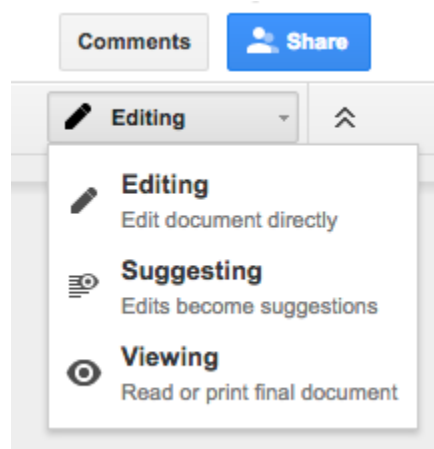 Comments Share
Editing
Editing
Edit document directly
Suggesting
Edits become suggestions
Viewing
Read or print final document